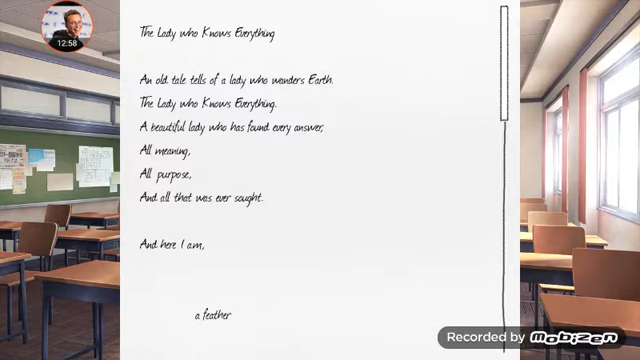 12:58
The Lady who Knows Everything
An old tale tells of a lady who wanders Earth.
The Lady who Knows Everything.
A beautiful lady who has found every answer,
All meaning,
All purpose,
And all that was ever sought.
And here I am,
a feather
Recorded by mobizen